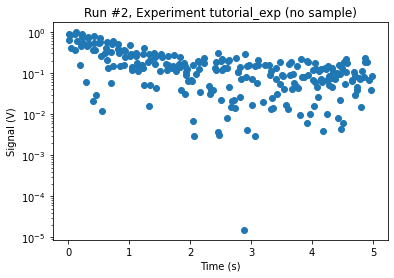 Run #2, Experiment tutorial_exp (no sample)
Signal (V)
10⁰
10⁻¹
10⁻²
10⁻³
10⁻⁴
10⁻⁵
0 1 2 3 4 5
Time (s)